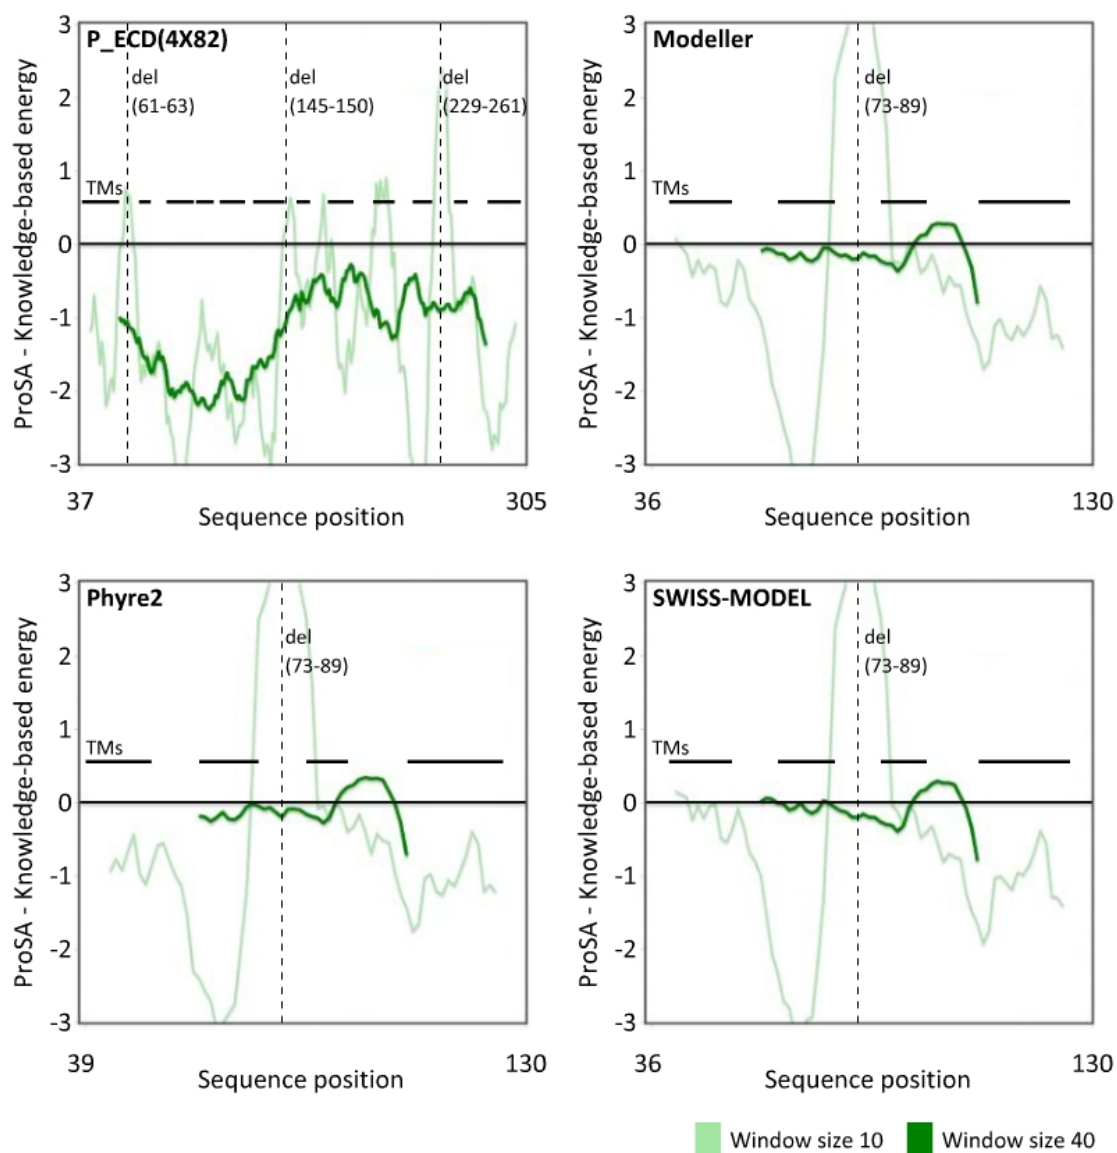 P_ECD(4X82)
del
(61-63)
del
(145-150)
del
(229-261)
TMs
3
2
1
0
-1
-2
-3
ProSA - Knowledge-based energy
37
305
Sequence position
Modeller
del
(73-89)
TMs
3
2
1
0
-1
-2
-3
ProSA - Knowledge-based energy
36
130
Sequence position
Phyre2
del
(73-89)
TMs
3
2
1
0
-1
-2
-3
ProSA - Knowledge-based energy
39
130
Sequence position
SWISS-MODEL
del
(73-89)
TMs
3
2
1
0
-1
-2
-3
ProSA - Knowledge-based energy
36
130
Sequence position
Window size 10
Window size 40